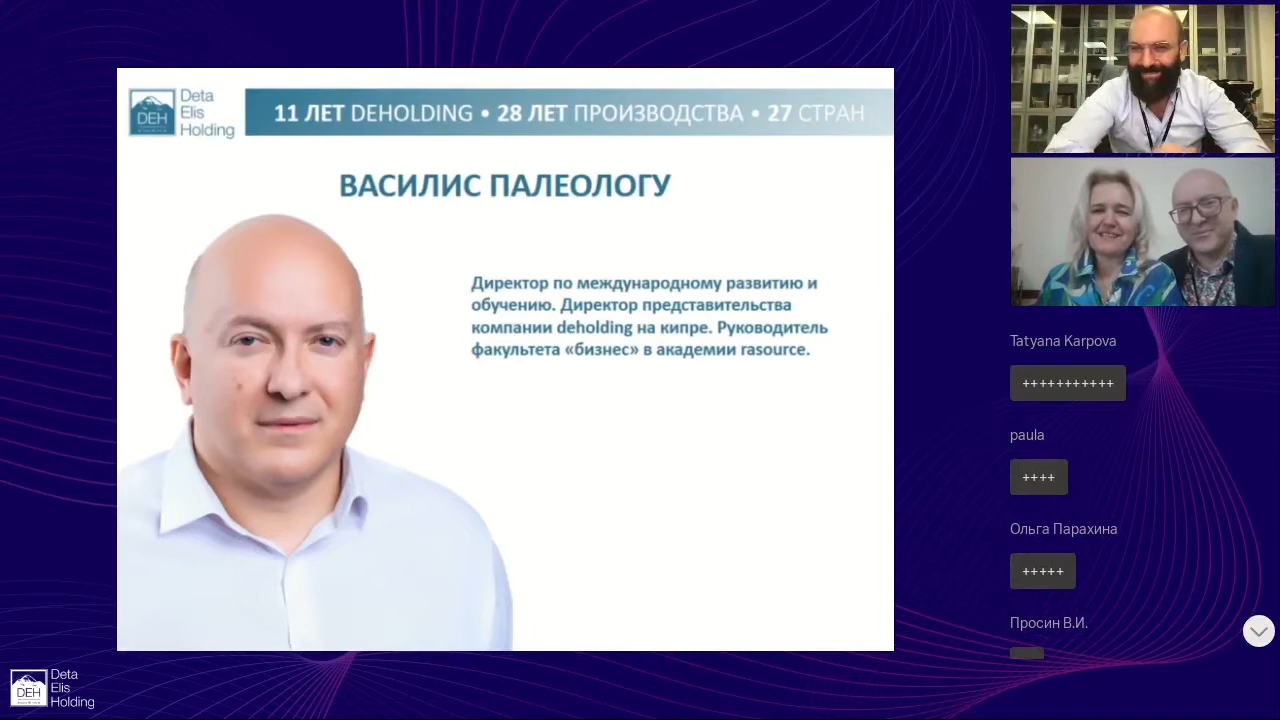 Deta
Elis
Holding
DEH
11 ЛЕТ DEHOLDING • 28 ЛЕТ ПРОИЗВОДСТВА • 27 СТРАН
ВАСИЛИС ПАЛЕОЛОГУ
Директор по международному развитию и
обучению. Директор представительства
компании deholding на кипре. Руководитель
факультета «бизнес» в академии rasource.
Tatyana Karpova
+++++++++++
paula
++++
Ольга Парахина
+++++
Просин В.И.
Deta
Elis
Holding
DEH